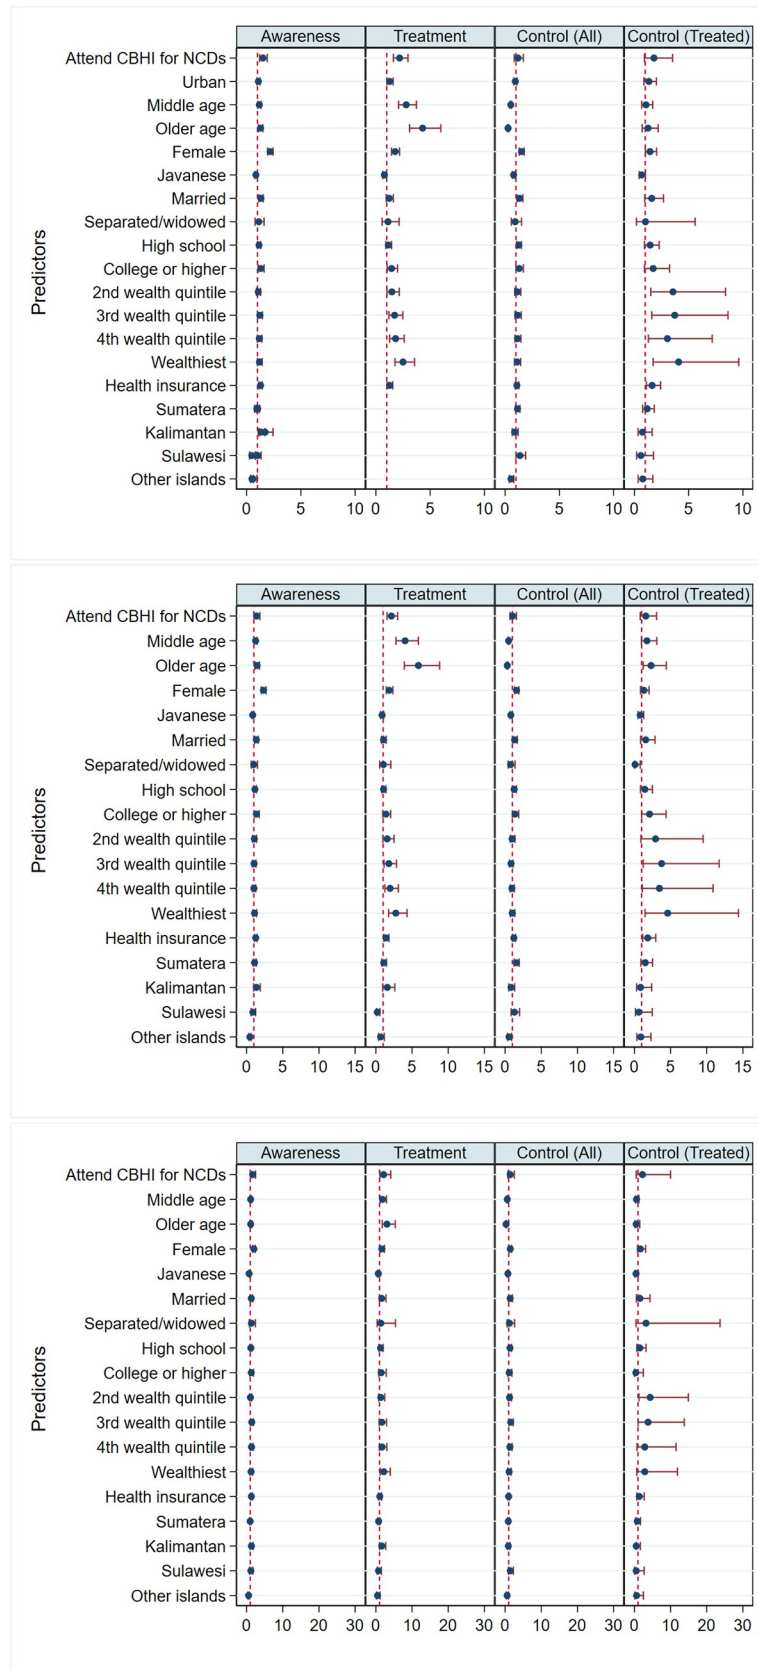 Awareness Treatment Control (All) Control (Treated)
Attend CBHI for NCDs
Urban
Middle age
Older age
Female
Javanese
Married
Separated/widowed
High school
College or higher
2nd wealth quintile
3rd wealth quintile
4th wealth quintile
Wealthiest
Health insurance
Sumatera
Kalimantan
Sulawesi
Other islands
Predictors
0 5 10 0 5 10 0 5 10 0 5 10
Awareness Treatment Control (All) Control (Treated)
Attend CBHI for NCDs
Middle age
Older age
Female
Javanese
Married
Separated/widowed
High school
College or higher
2nd wealth quintile
3rd wealth quintile
4th wealth quintile
Wealthiest
Health insurance
Sumatera
Kalimantan
Sulawesi
Other islands
Predictors
0 5 10 15 0 5 10 15 0 5 10 15 0 5 10 15
Awareness Treatment Control (All) Control (Treated)
Attend CBHI for NCDs
Middle age
Older age
Female
Javanese
Married
Separated/widowed
High school
College or higher
2nd wealth quintile
3rd wealth quintile
4th wealth quintile
Wealthiest
Health insurance
Sumatera
Kalimantan
Sulawesi
Other islands
Predictors
0 10 20 30 0 10 20 30 0 10 20 30 0 10 20 30